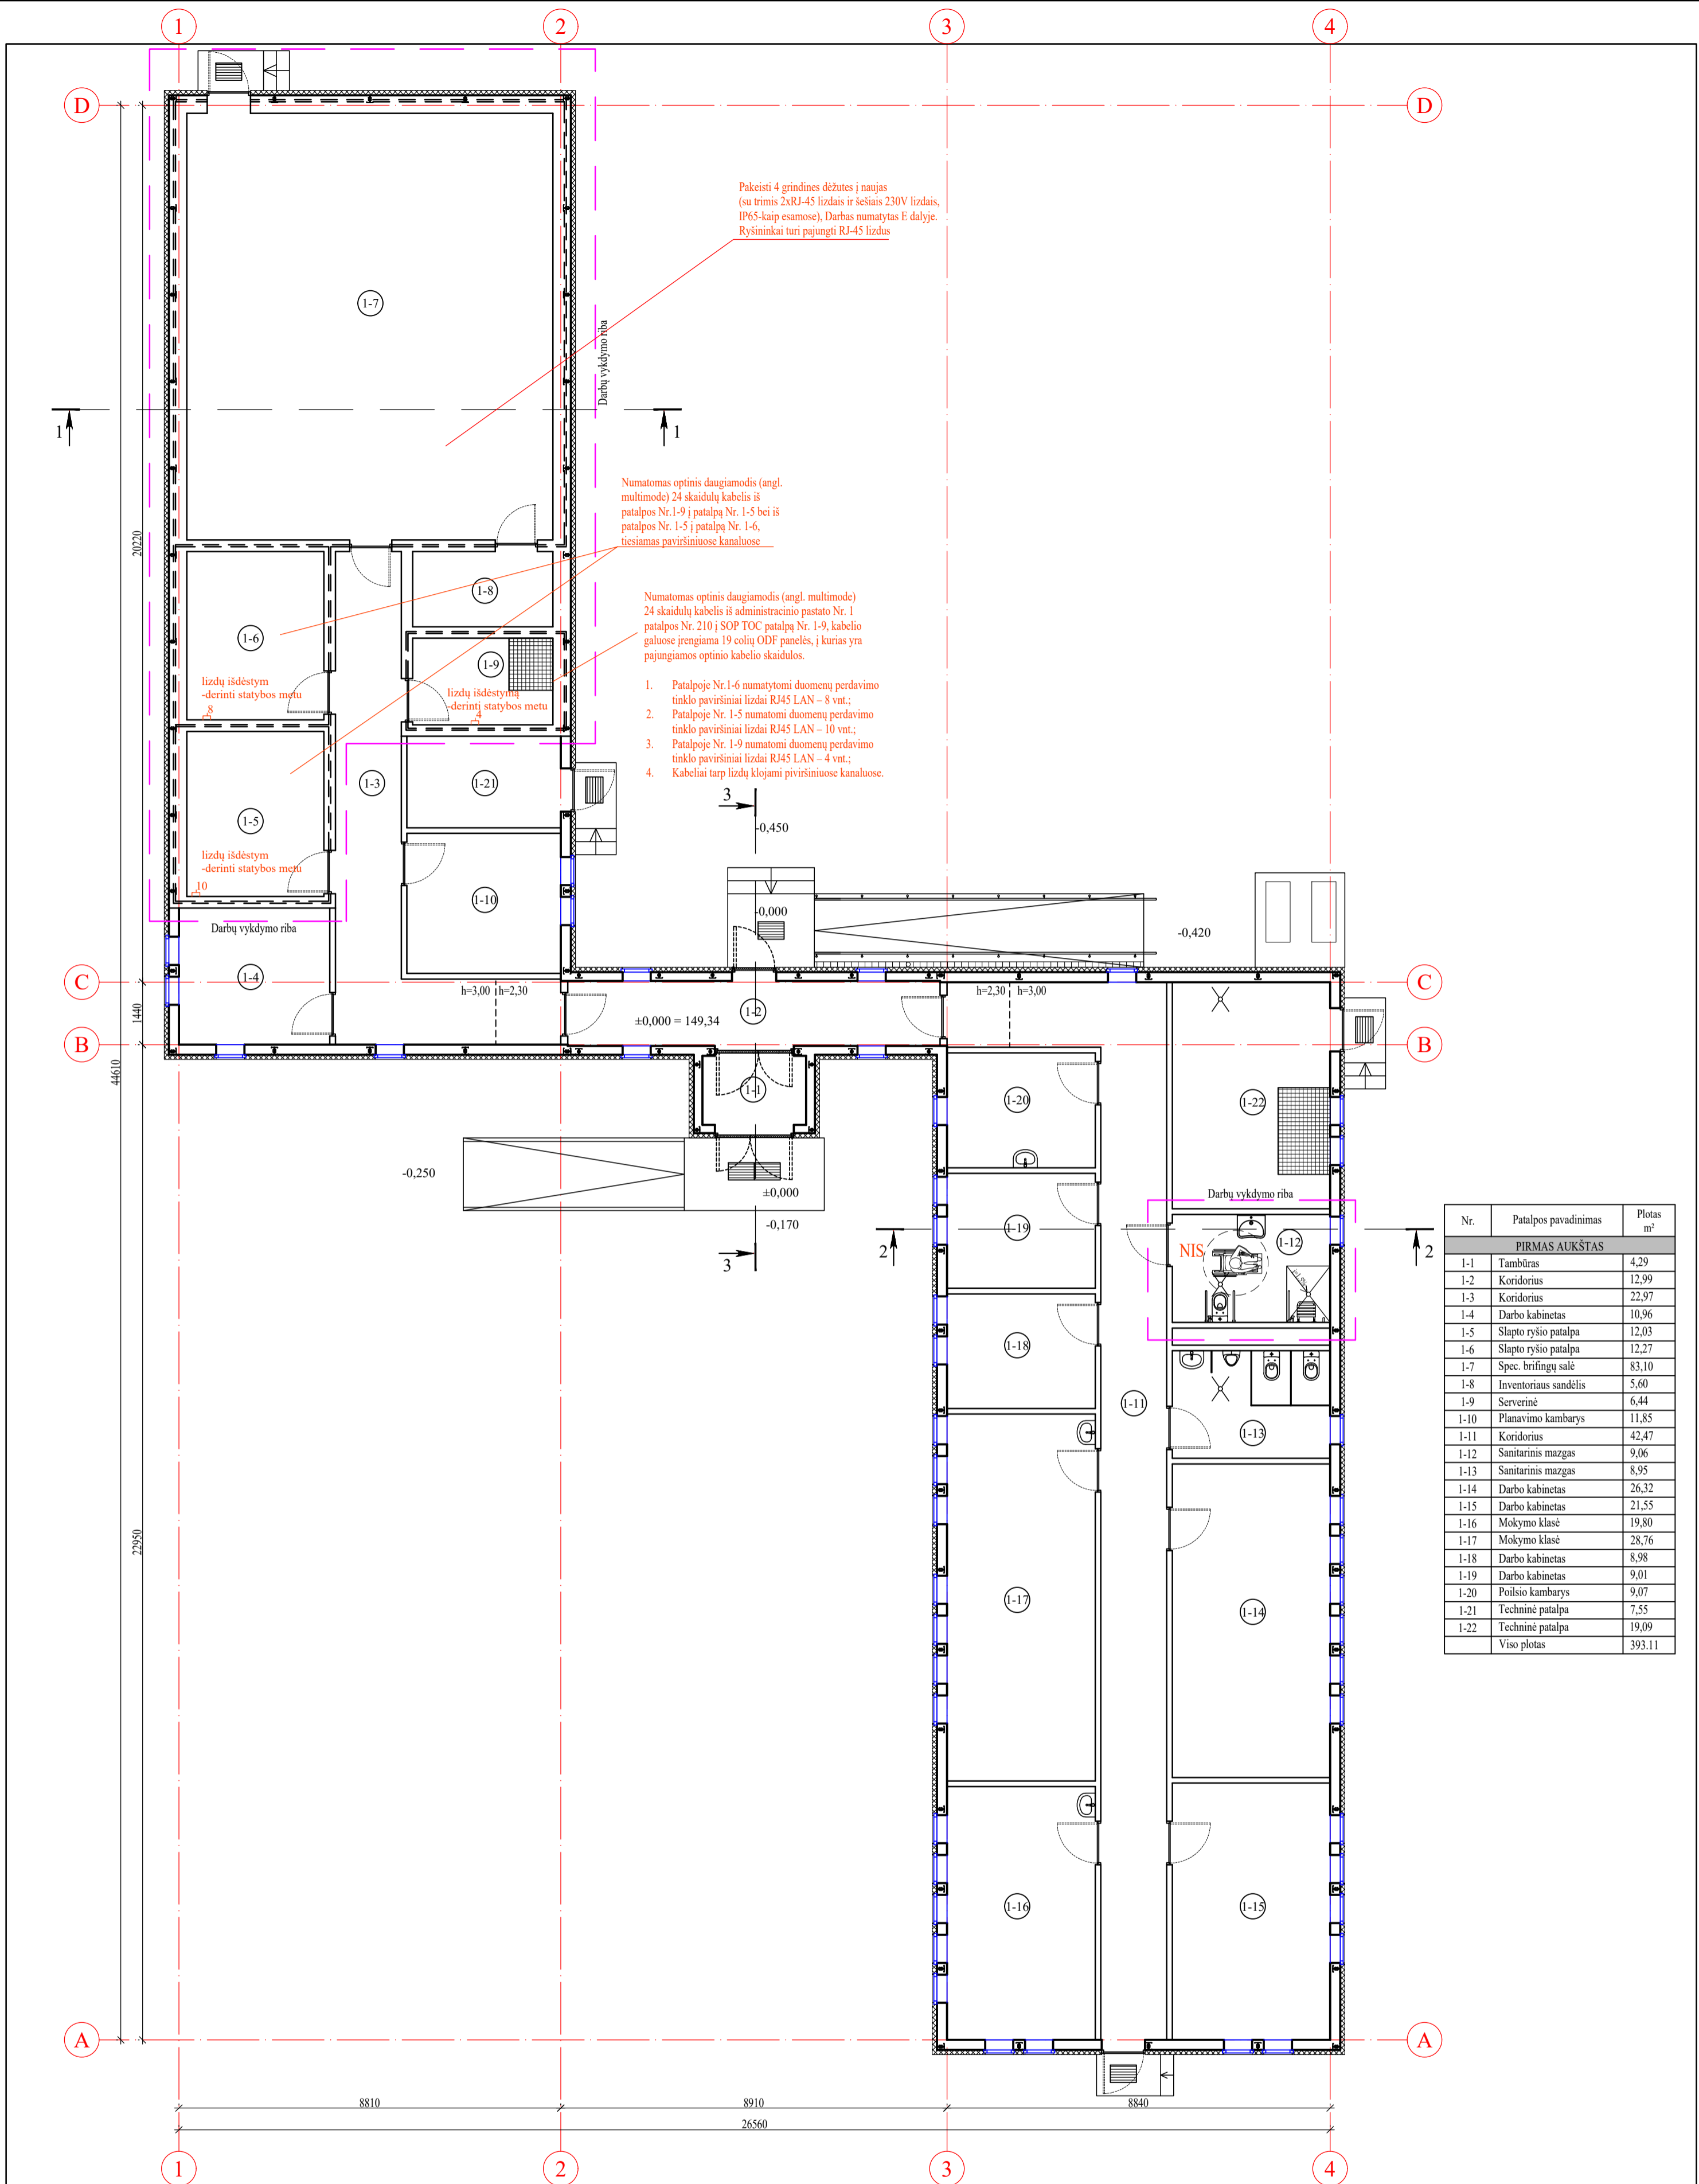 1
2
3
4
D
D
Pakeisti 4 grindines dėžutes į naujas
(su trimis 2xRJ-45 lizdais ir šešiais 230V lizdais,
IP65-kaip esamose), Darbas numatytas E dalyje.
Ryšininkai turi pajungti RJ-45 lizdus
1-7
Darbų vykdymo riba
1
1
Numatomas optinis daugiamodis (angl.
multimode) 24 skaidulų kabelis iš
patalpos Nr.1-9 į patalpą Nr. 1-5 bei iš
patalpos Nr. 1-5 į patalpą Nr. 1-6,
tiesiamas paviršiniuose kanaluose
20220
1-8
1-6
1-9
Numatomas optinis daugiamodis (angl. multimode)
24 skaidulų kabelis iš administracinio pastato Nr. 1
patalpos Nr. 210 į SOP TOC patalpą Nr. 1-9, kabelio
galuose įrengiama 19 colių ODF panelės, į kurias yra
pajungiamos optinio kabelio skaidulos.
lizdų išdėstym
-derinti statybos metu
8
lizdų išdėstymą
-derinti statybos metu
4
1. Patalpoje Nr.1-6 numatytomi duomenų perdavimo
tinklo paviršiniai lizdai RJ45 LAN – 8 vnt.;
2. Patalpoje Nr. 1-5 numatomi duomenų perdavimo
tinklo paviršiniai lizdai RJ45 LAN – 10 vnt.;
3. Patalpoje Nr. 1-9 numatomi duomenų perdavimo
tinklo paviršiniai lizdai RJ45 LAN – 4 vnt.;
4. Kabeliai tarp lizdų klojami piviršiniuose kanaluose.
1-3
1-21
1-5
3
-0,450
lizdų išdėstym
-derinti statybos metu
10
1-10
-0,000
Darbų vykdymo riba
-0,420
1-4
C
C
h=3,00
h=2,30
h=2,30
h=3,00
1440
±0,000 = 149,34
1-2
B
B
44610
1-1
1-20
1-22
-0,250
±0,000
-0,170
3
Darbų vykdymo riba
2
2
1-19
NIS
1-12
i=1,5%
1-18
1-11
1-13
Nr. Patalpos pavadinimas Plotas
m²
PIRMAS AUKŠTAS
1-1 Tambūras 4,29
1-2 Koridorius 12,99
1-3 Koridorius 22,97
1-4 Darbo kabinetas 10,96
1-5 Slapto ryšio patalpa 12,03
1-6 Slapto ryšio patalpa 12,27
1-7 Spec. brifingų salė 83,10
1-8 Inventoriaus sandėlis 5,60
1-9 Serverinė 6,44
1-10 Planavimo kambarys 11,85
1-11 Koridorius 42,47
1-12 Sanitarinis mazgas 9,06
1-13 Sanitarinis mazgas 8,95
1-14 Darbo kabinetas 26,32
1-15 Darbo kabinetas 21,55
1-16 Mokymo klasė 19,80
1-17 Mokymo klasė 28,76
1-18 Darbo kabinetas 8,98
1-19 Darbo kabinetas 9,01
1-20 Poilsio kambarys 9,07
1-21 Techninė patalpa 7,55
1-22 Techninė patalpa 19,09
Viso plotas 393.11
22950
1-17
1-14
1-16
1-15
A
A
8810
8910
8840
26560
1
2
3
4